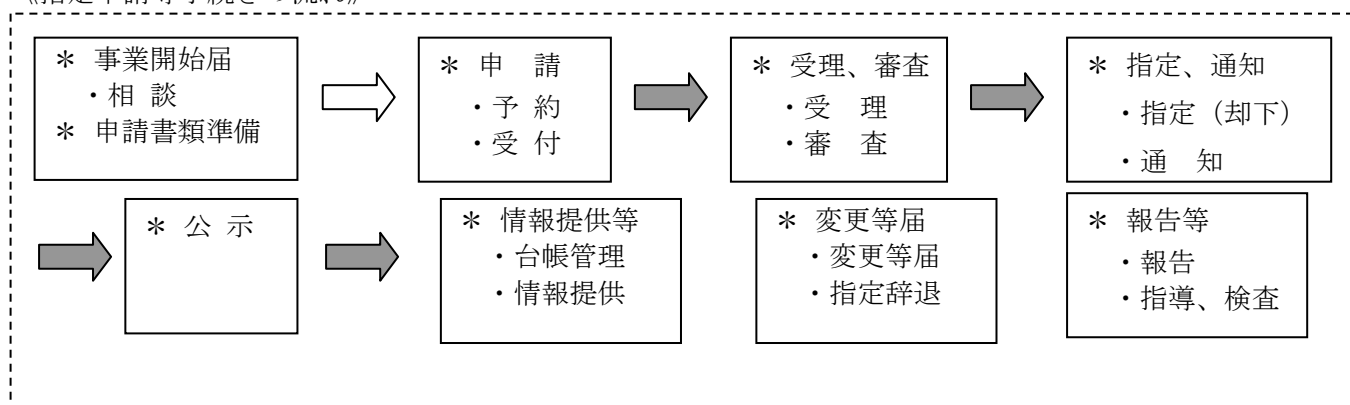 ＊ 事業開始届
・相 談
＊ 申請書類準備
＊ 申　請
・予 約
・受 付
＊ 受理、審査
・受　理
・審　査
＊ 指定、通知
・指定（却下）
・通　知
＊ 公 示
＊ 情報提供等
・台帳管理
・情報提供
＊ 変更等届
・変更等届
・指定辞退
＊ 報告等
・報告
・指導、検査